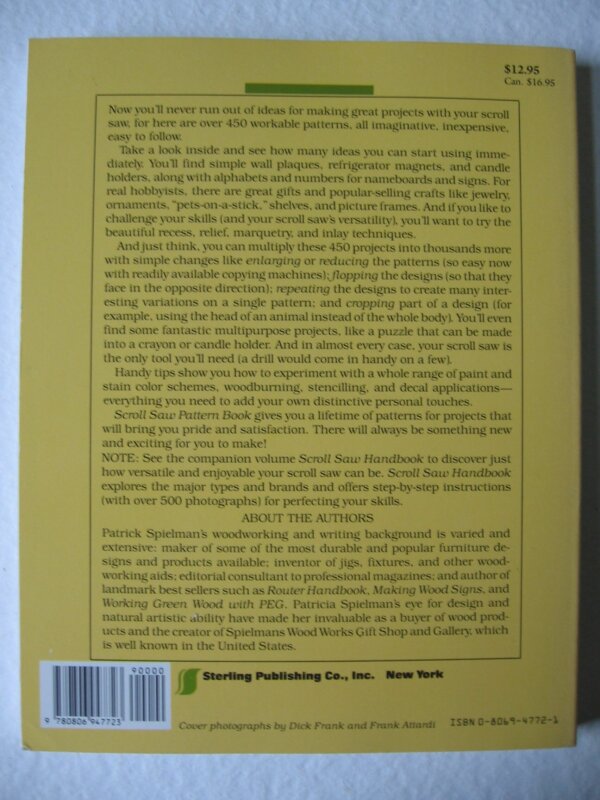 $12.95
Can. $16.95
Now you'll never run out of ideas for making great projects with your scroll
saw, for here are over 450 workable patterns, all imaginative, inexpensive,
easy to follow.
Take a look inside and see how many ideas you can start using imme-
diately. You'll find simple wall plaques, refrigerator magnets, and candle
holders, along with alphabets and numbers for nameboards and signs. For
real hobbyists, there are great gifts and popular-selling crafts like jewelry,
ornaments, "pets-on-a-stick," shelves, and picture frames. And if you like to
challenge your skills (and your scroll saw's versatility), you'll want to try the
beautiful recess, relief, marquetry, and inlay techniques.
And just think, you can multiply these 450 projects into thousands more
with simple changes like enlarging or reducing the patterns (so easy now
with readily available copying machines); flopping the designs (so that they
face in the opposite direction); repeating the designs to create many inter-
esting variations on a single pattern; and cropping part of a design (for
example, using the head of an animal instead of the whole body). You'll even
find some fantastic multipurpose projects, like a puzzle that can be made
into a crayon or candle holder. And in almost every case, your scroll saw is
the only tool you'll need (a drill would come in handy on a few).
Handy tips show you how to experiment with a whole range of paint and
stain color schemes, woodburning, stencilling, and decal applications—
everything you need to add your own distinctive personal touches.
Scroll Saw Pattern Book gives you a lifetime of patterns for projects that
will bring you pride and satisfaction. There will always be something new
and exciting for you to make!
NOTE: See the companion volume Scroll Saw Handbook to discover just
how versatile and enjoyable your scroll saw can be. Scroll Saw Handbook
explores the major types and brands and offers step-by-step instructions
(with over 500 photographs) for perfecting your skills.
ABOUT THE AUTHORS
Patrick Spielman's woodworking and writing background is varied and
extensive: maker of some of the most durable and popular furniture de-
signs and products available; inventor of jigs, fixtures, and other wood-
working aids; editorial consultant to professional magazines; and author of
landmark best sellers such as Router Handbook, Making Wood Signs, and
Working Green Wood with PEG. Patricia Spielman's eye for design and
natural artistic ability have made her invaluable as a buyer of wood prod-
ucts and the creator of Spielmans Wood Works Gift Shop and Gallery, which
is well known in the United States.
90000
Sterling Publishing Co., Inc. New York
9 780806 947723
Cover photographs by Dick Frank and Frank Attardi
ISBN 0-8069-4772-1